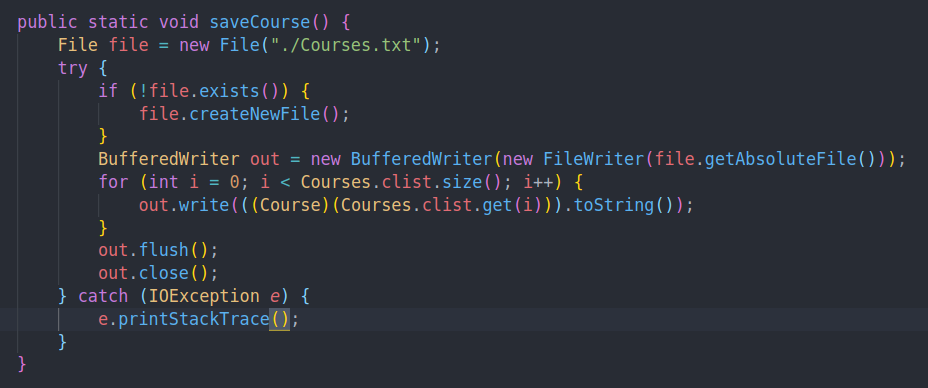 public static void saveCourse() {
    File file = new File("./Courses.txt");
    try {
        if (!file.exists()) {
            file.createNewFile();
        }
        BufferedWriter out = new BufferedWriter(new FileWriter(file.getAbsoluteFile()));
        for (int i = 0; i < Courses.clist.size(); i++) {
            out.write(((Course)(Courses.clist.get(i))).toString());
        }
        out.flush();
        out.close();
    } catch (IOException e) {
        e.printStackTrace();
    }
}